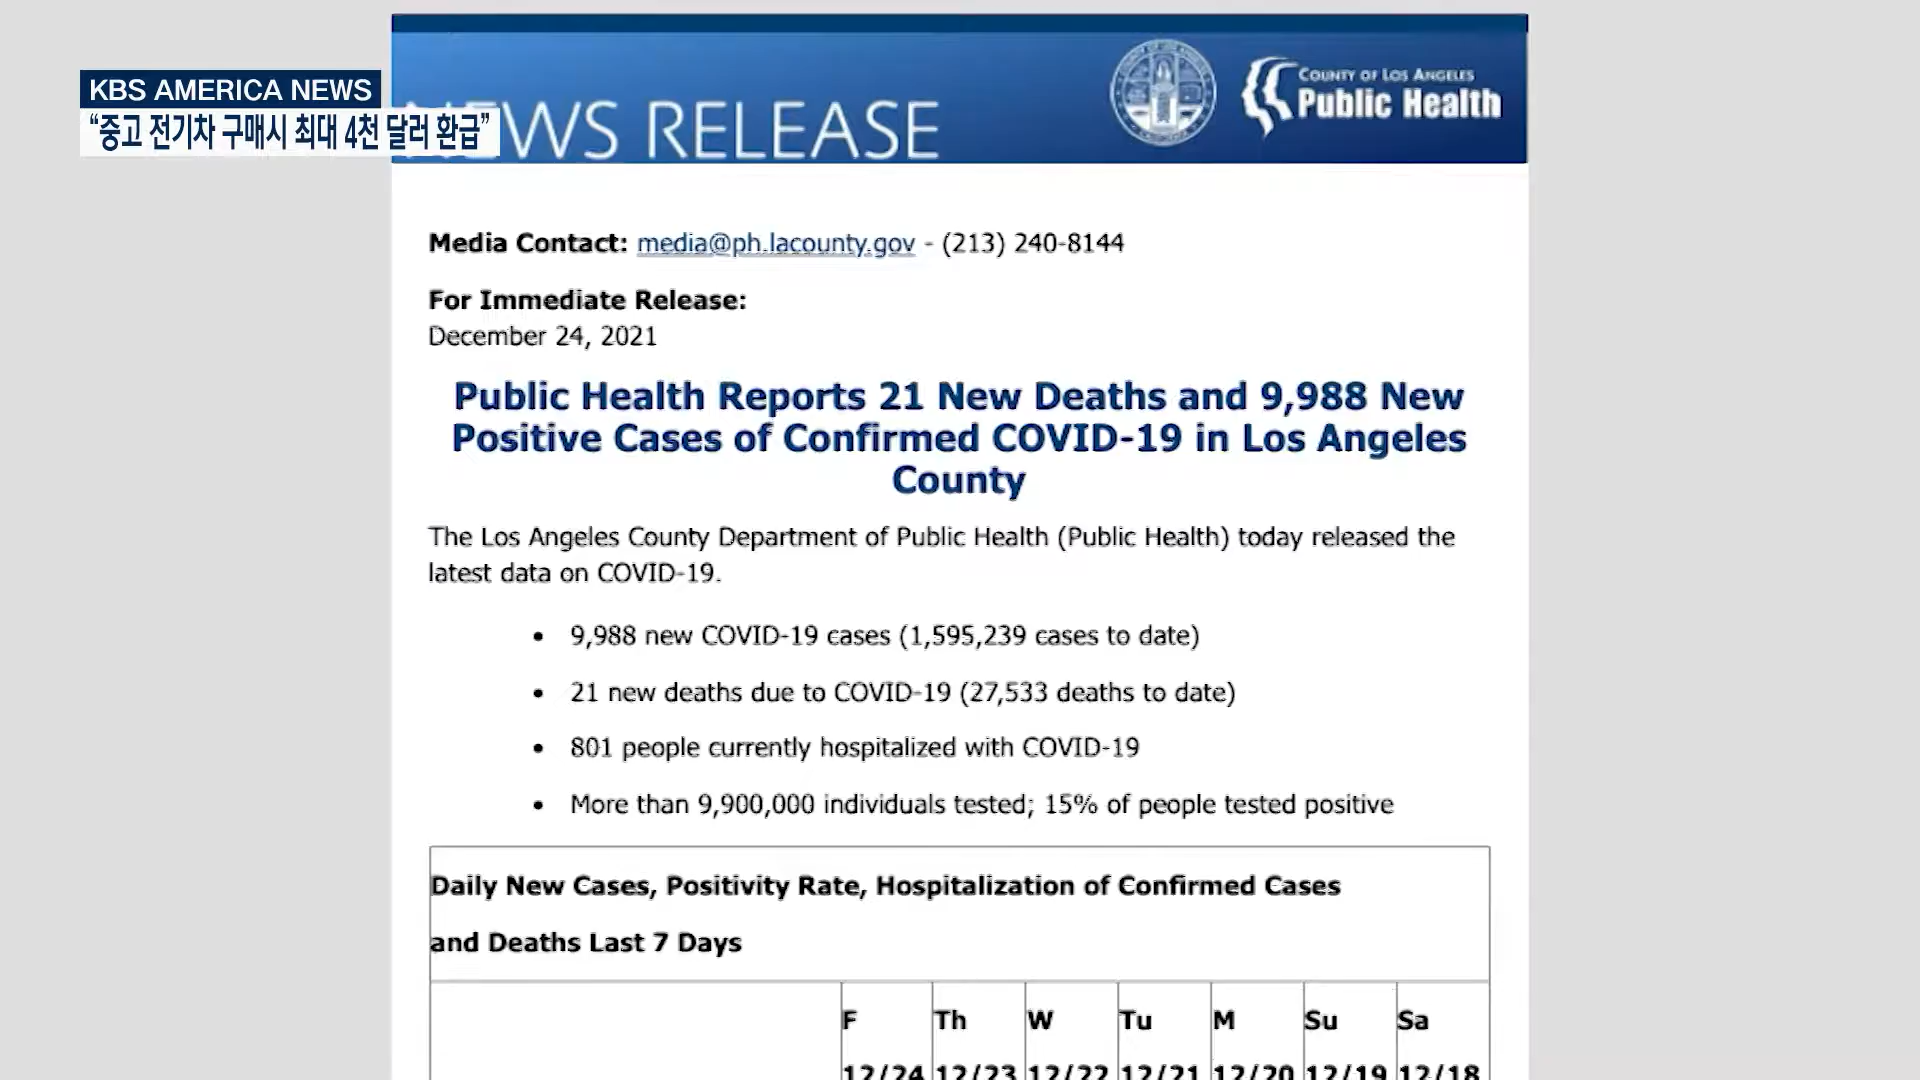 KBS AMERICA NEWS
“중고 전기차 구매시 최대 4천 달러 환급”
NEWS RELEASE
COUNTY OF LOS ANGELES
Public Health
Media Contact: media@ph.lacounty.gov - (213) 240-8144
For Immediate Release:
December 24, 2021
Public Health Reports 21 New Deaths and 9,988 New
Positive Cases of Confirmed COVID-19 in Los Angeles
County
The Los Angeles County Department of Public Health (Public Health) today released the
latest data on COVID-19.
• 9,988 new COVID-19 cases (1,595,239 cases to date)
• 21 new deaths due to COVID-19 (27,533 deaths to date)
• 801 people currently hospitalized with COVID-19
• More than 9,900,000 individuals tested; 15% of people tested positive
Daily New Cases, Positivity Rate, Hospitalization of Confirmed Cases
and Deaths Last 7 Days
F Th W Tu M Su Sa
12/24 12/23 12/22 12/21 12/20 12/19 12/18